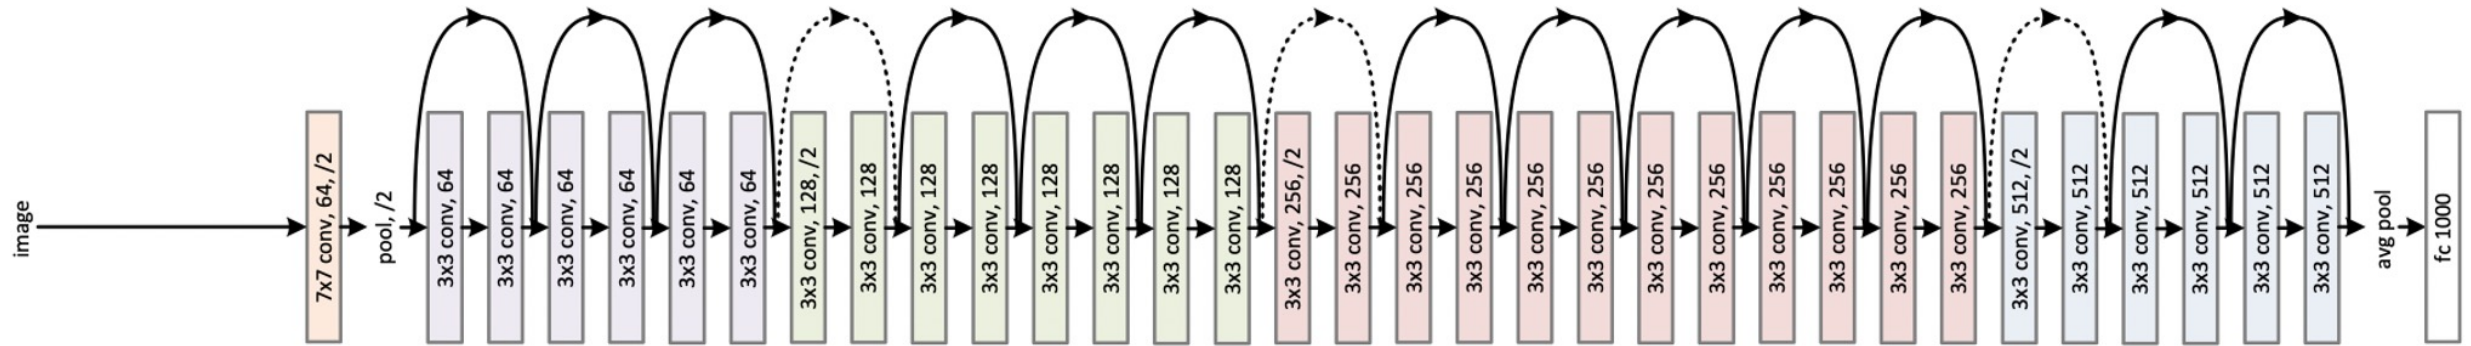 image
7x7 conv, 64, /2
pool, /2
3x3 conv, 64
3x3 conv, 64
3x3 conv, 64
3x3 conv, 64
3x3 conv, 64
3x3 conv, 64
3x3 conv, 128, /2
3x3 conv, 128
3x3 conv, 128
3x3 conv, 128
3x3 conv, 128
3x3 conv, 128
3x3 conv, 128
3x3 conv, 128
3x3 conv, 256, /2
3x3 conv, 256
3x3 conv, 256
3x3 conv, 256
3x3 conv, 256
3x3 conv, 256
3x3 conv, 256
3x3 conv, 256
3x3 conv, 256
3x3 conv, 256
3x3 conv, 256
3x3 conv, 256
3x3 conv, 512, /2
3x3 conv, 512
3x3 conv, 512
3x3 conv, 512
3x3 conv, 512
3x3 conv, 512
avg pool
fc 1000